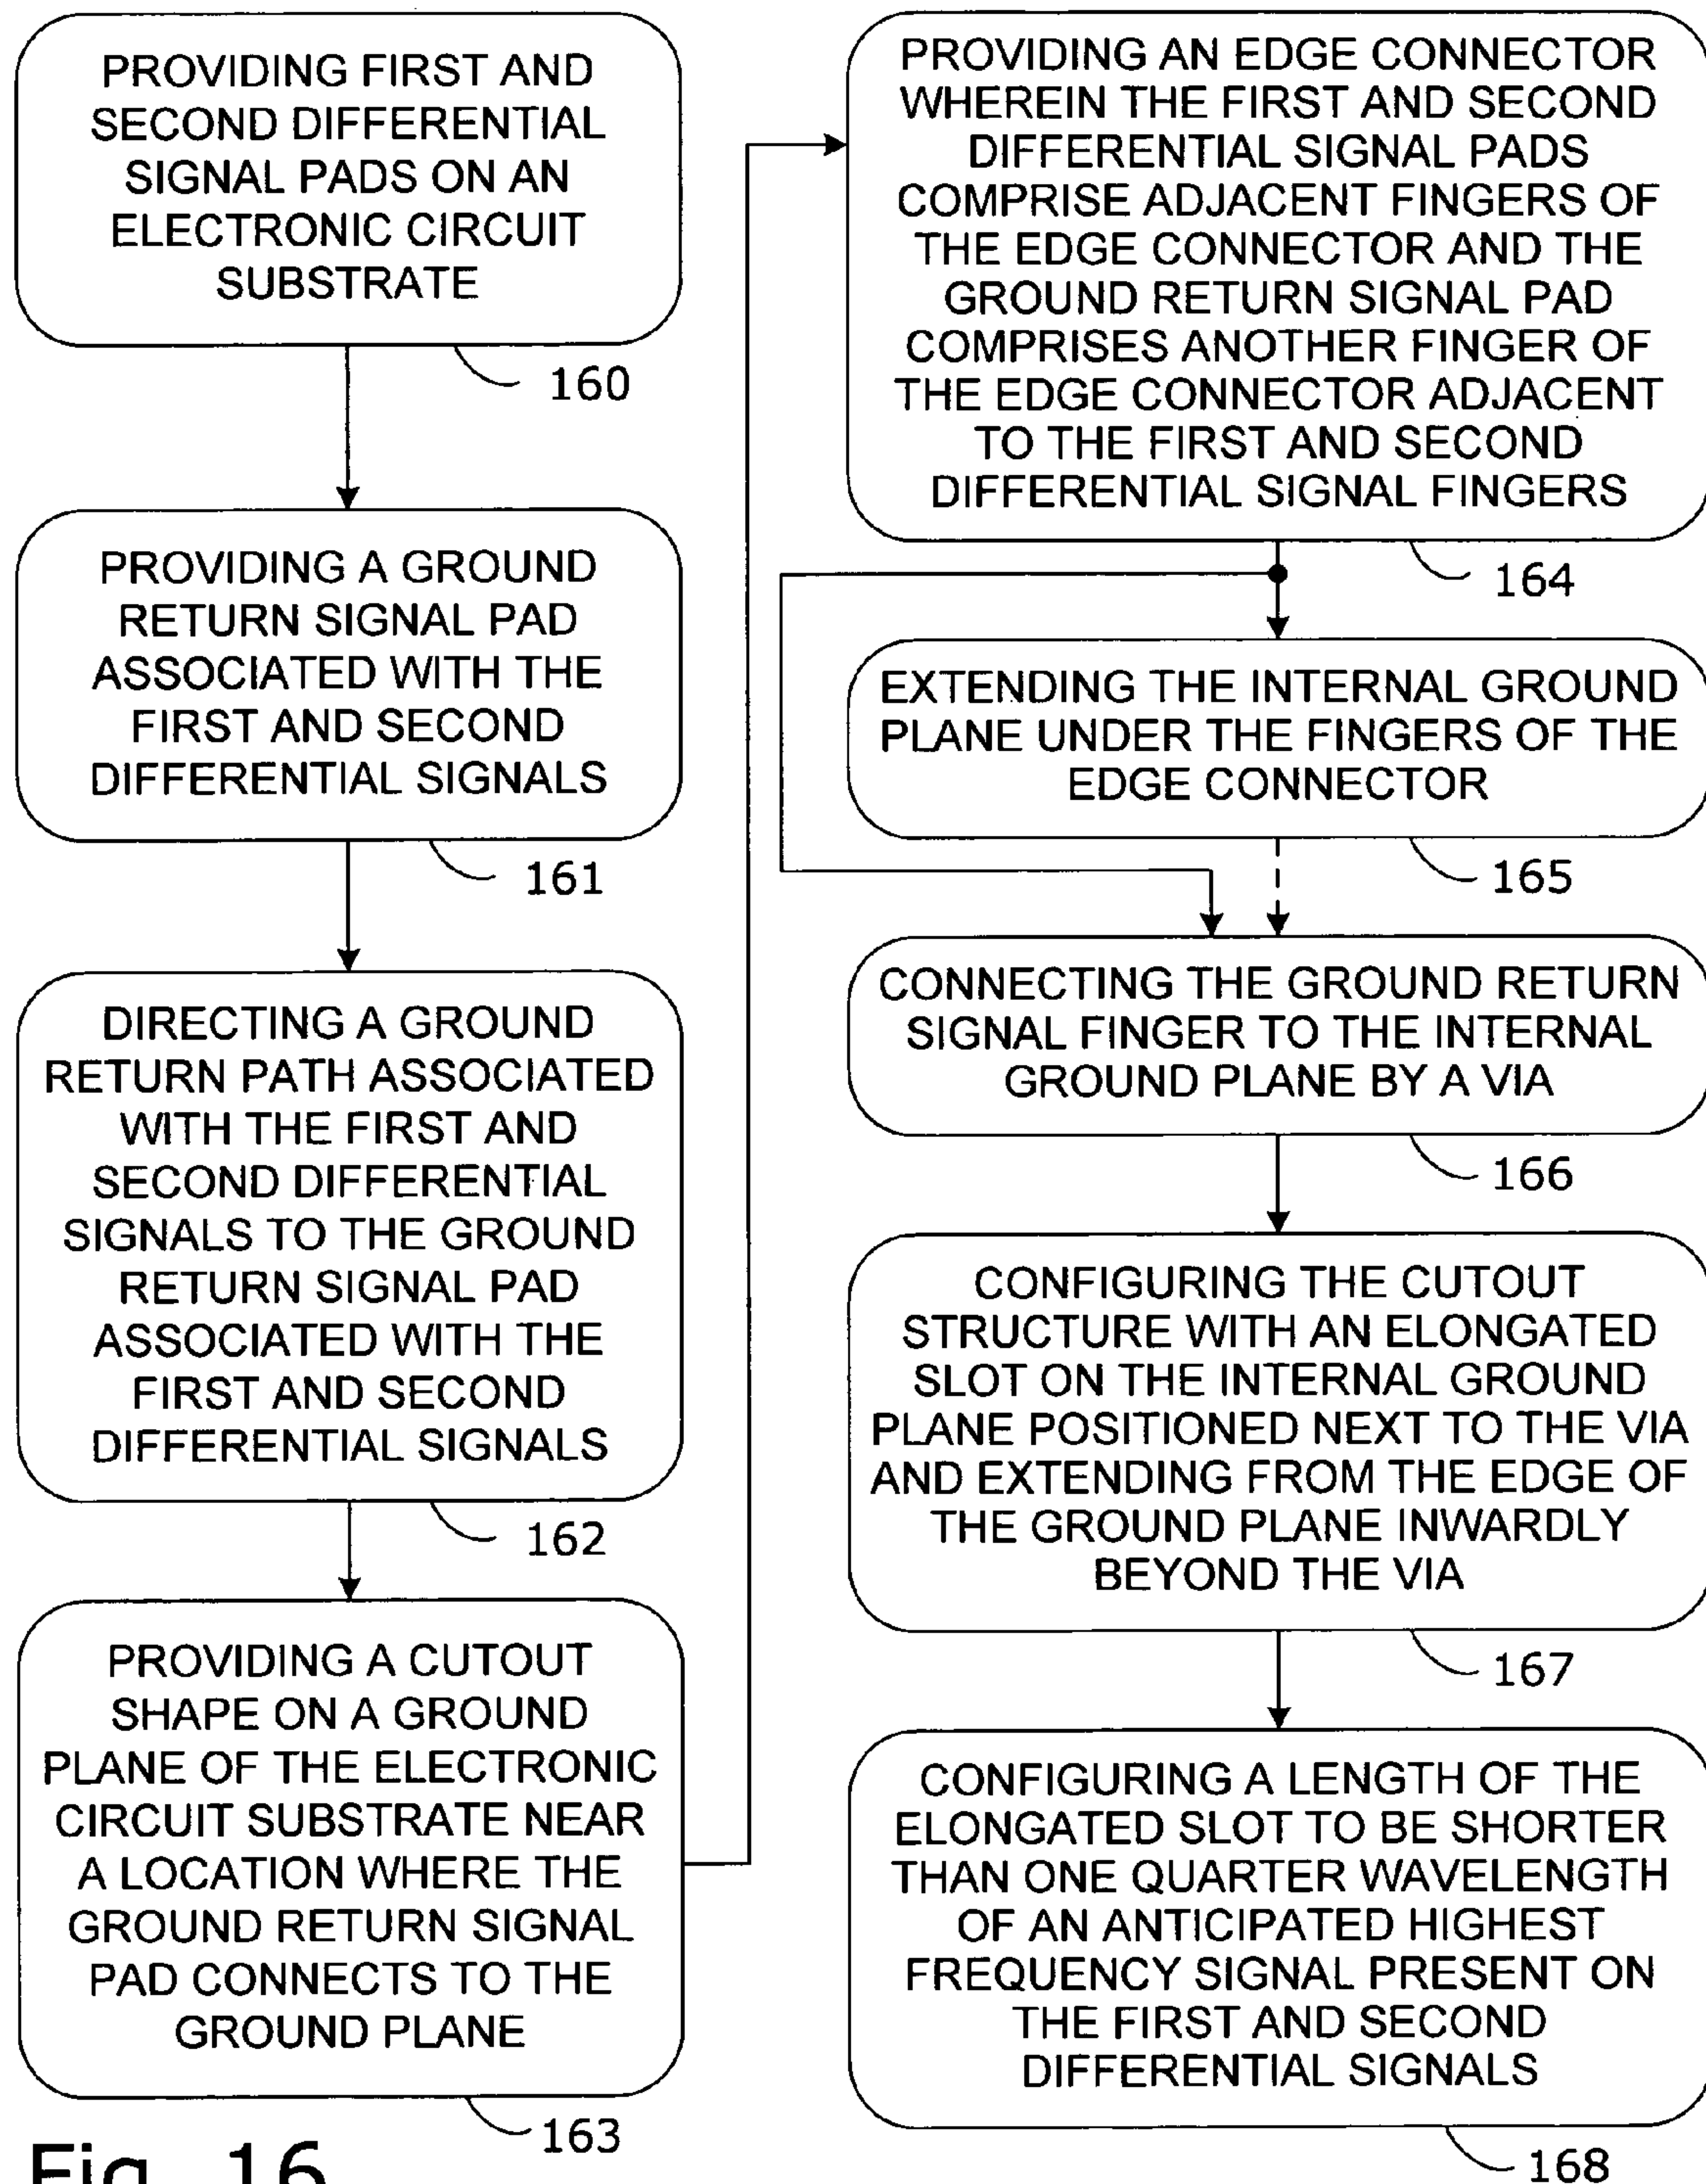 PROVIDING FIRST AND
SECOND DIFFERENTIAL
SIGNAL PADS ON AN
ELECTRONIC CIRCUIT
SUBSTRATE
160
PROVIDING A GROUND
RETURN SIGNAL PAD
ASSOCIATED WITH THE
FIRST AND SECOND
DIFFERENTIAL SIGNALS
161
DIRECTING A GROUND
RETURN PATH ASSOCIATED
WITH THE FIRST AND
SECOND DIFFERENTIAL
SIGNALS TO THE GROUND
RETURN SIGNAL PAD
ASSOCIATED WITH THE
FIRST AND SECOND
DIFFERENTIAL SIGNALS
162
PROVIDING A CUTOUT
SHAPE ON A GROUND
PLANE OF THE ELECTRONIC
CIRCUIT SUBSTRATE NEAR
A LOCATION WHERE THE
GROUND RETURN SIGNAL
PAD CONNECTS TO THE
GROUND PLANE
163
PROVIDING AN EDGE CONNECTOR
WHEREIN THE FIRST AND SECOND
DIFFERENTIAL SIGNAL PADS
COMPRISE ADJACENT FINGERS OF
THE EDGE CONNECTOR AND THE
GROUND RETURN SIGNAL PAD
COMPRISES ANOTHER FINGER OF
THE EDGE CONNECTOR ADJACENT
TO THE FIRST AND SECOND
DIFFERENTIAL SIGNAL FINGERS
164
EXTENDING THE INTERNAL GROUND
PLANE UNDER THE FINGERS OF THE
EDGE CONNECTOR
165
CONNECTING THE GROUND RETURN
SIGNAL FINGER TO THE INTERNAL
GROUND PLANE BY A VIA
166
CONFIGURING THE CUTOUT
STRUCTURE WITH AN ELONGATED
SLOT ON THE INTERNAL GROUND
PLANE POSITIONED NEXT TO THE VIA
AND EXTENDING FROM THE EDGE OF
THE GROUND PLANE INWARDLY
BEYOND THE VIA
167
CONFIGURING A LENGTH OF THE
ELONGATED SLOT TO BE SHORTER
THAN ONE QUARTER WAVELENGTH
OF AN ANTICIPATED HIGHEST
FREQUENCY SIGNAL PRESENT ON
THE FIRST AND SECOND
DIFFERENTIAL SIGNALS
168
Fig. 16